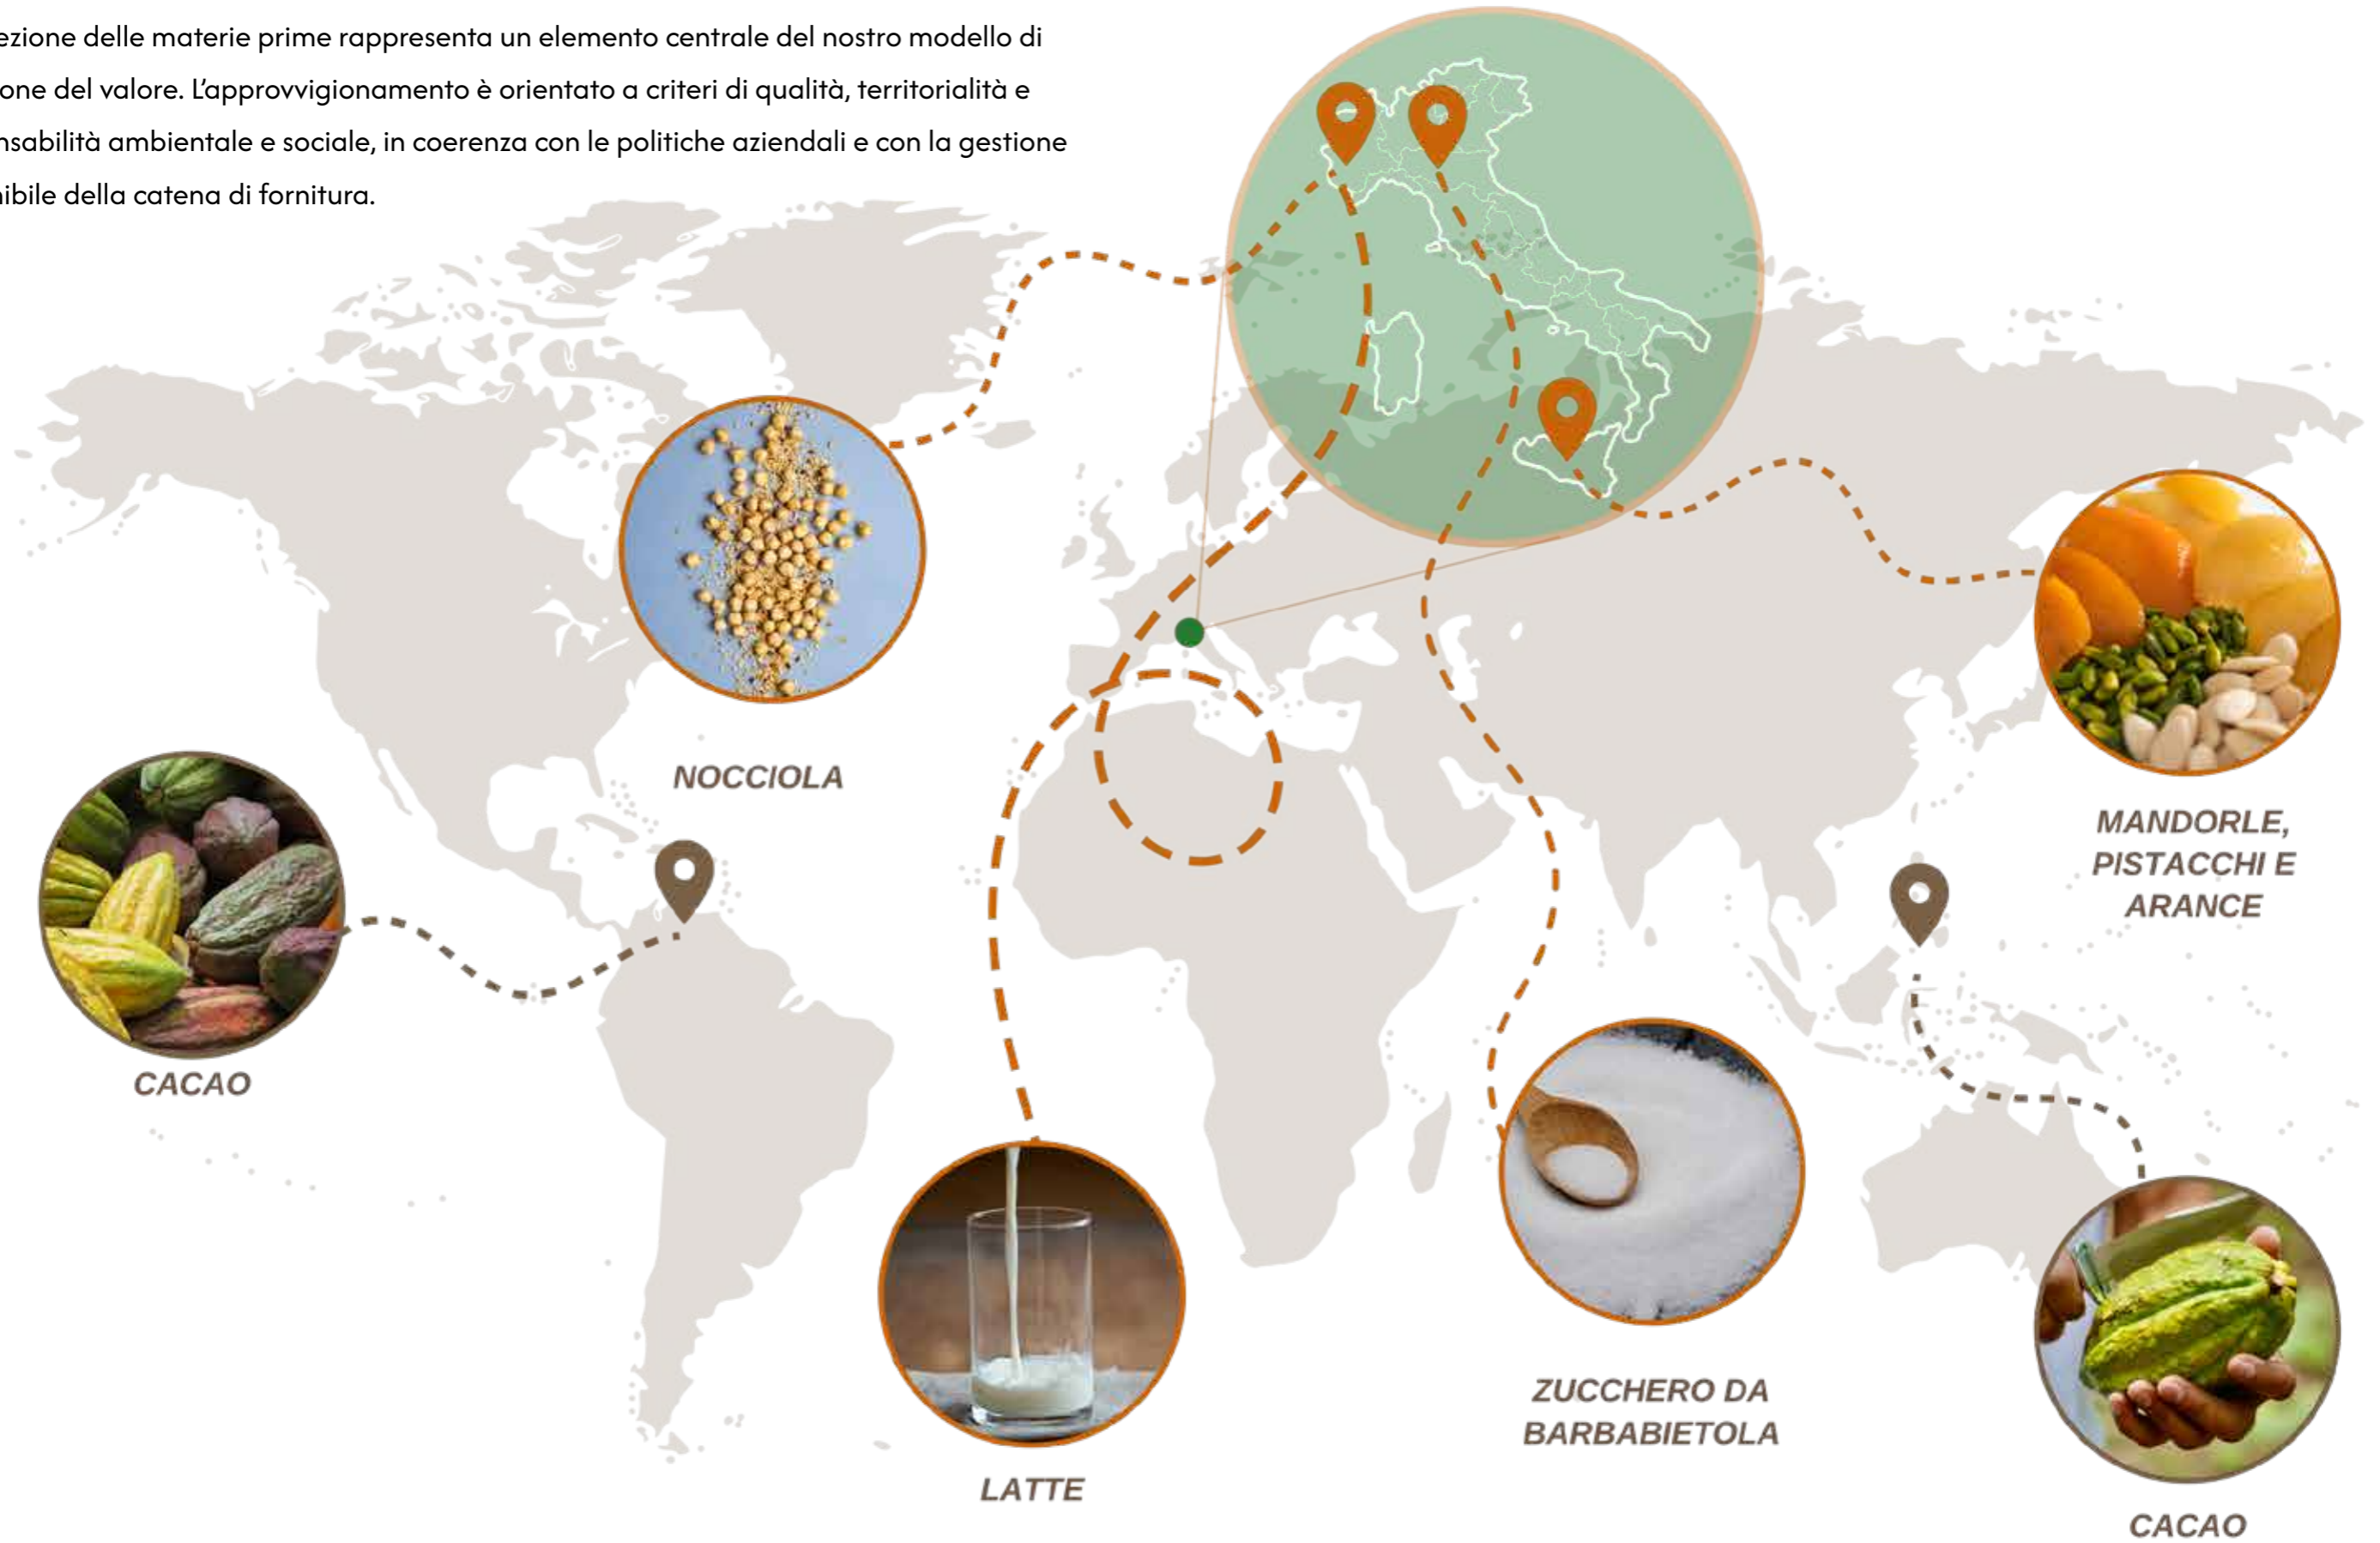 ezione delle materie prime rappresenta un elemento centrale del nostro modello di
one del valore. L’approvvigionamento è orientato a criteri di qualità, territorialità e
nsabilità ambientale e sociale, in coerenza con le politiche aziendali e con la gestione
nibile della catena di fornitura.
NOCCIOLA
CACAO
MANDORLE,
PISTACCHI E
ARANCE
ZUCCHERO DA
BARBABIETOLA
LATTE
CACAO